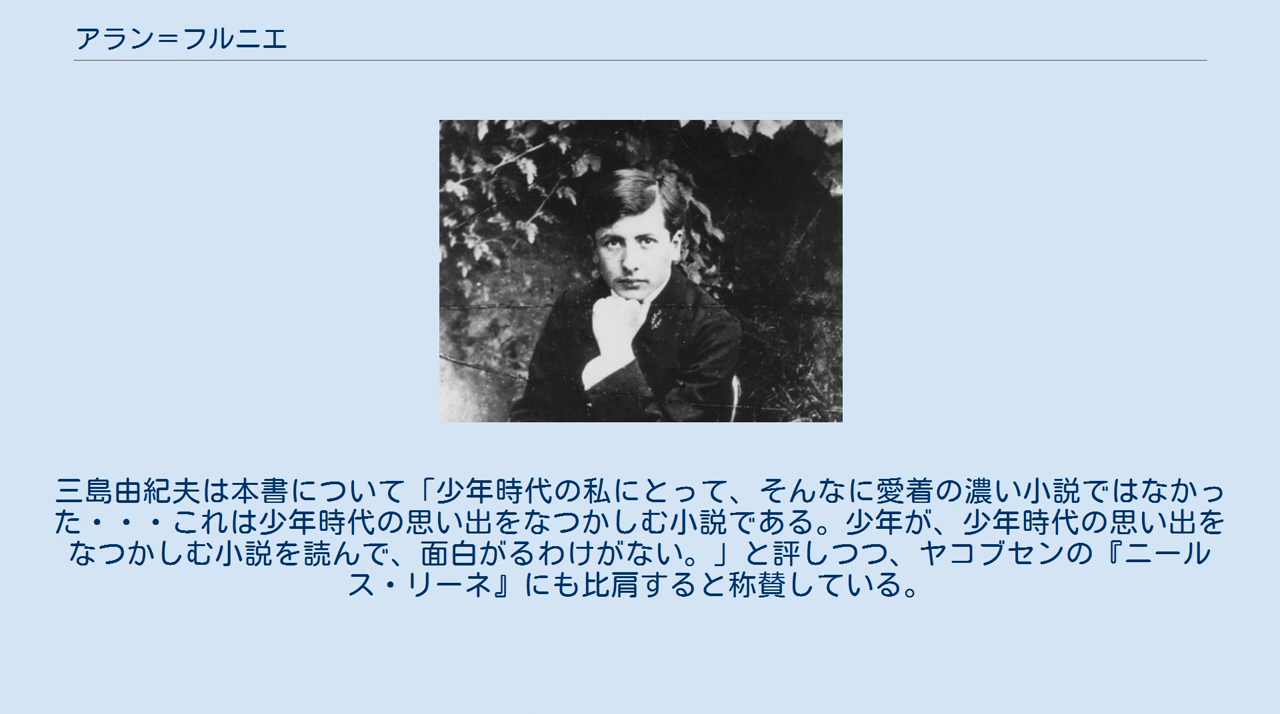 アラン＝フルニエ
三島由紀夫は本書について「少年時代の私にとって、そんなに愛着の濃い小説ではなかっ
た・・・これは少年時代の思い出をなつかしむ小説である。少年が、少年時代の思い出を
なつかしむ小説を読んで、面白がるわけがない。」と評しつつ、ヤコブセンの『ニール
ス・リーネ』にも比肩すると称賛している。